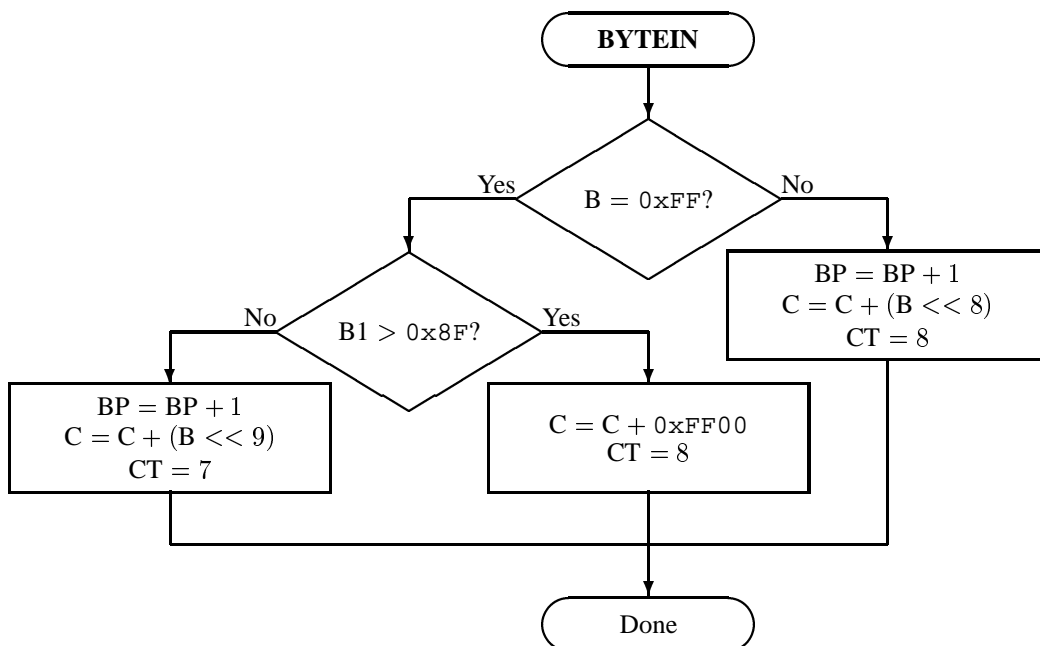 BYTEIN
B = 0xFF?
Yes
No
BP = BP + 1
C = C + (B << 8)
CT = 8
B1 > 0x8F?
No
Yes
BP = BP + 1
C = C + (B << 9)
CT = 7
C = C + 0xFF00
CT = 8
Done